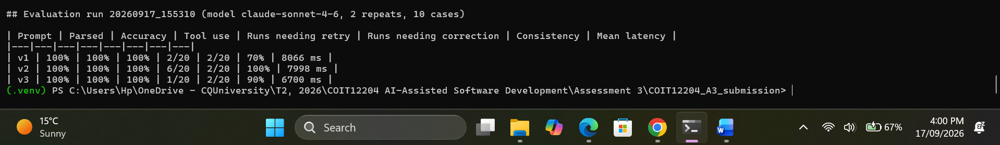 ## Evaluation run 20260917_155310 (model claude-sonnet-4-6, 2 repeats, 10 cases)
| Prompt | Parsed | Accuracy | Tool use | Runs needing retry | Runs needing correction | Consistency | Mean latency |
|---|---|---|---|---|---|---|---|
| v1 | 100% | 100% | 100% | 2/20 | 2/20 | 70% | 8066 ms |
| v2 | 100% | 100% | 100% | 6/20 | 2/20 | 100% | 7998 ms |
| v3 | 100% | 100% | 100% | 1/20 | 2/20 | 90% | 6700 ms |
(.venv) PS C:\Users\Hp\OneDrive - CQUniversity\T2, 2026\COIT12204 AI-Assisted Software Development\Assessment 3\COIT12204_A3_submission>
15°C
Sunny
Search
W
67%
4:00 PM
17/09/2026